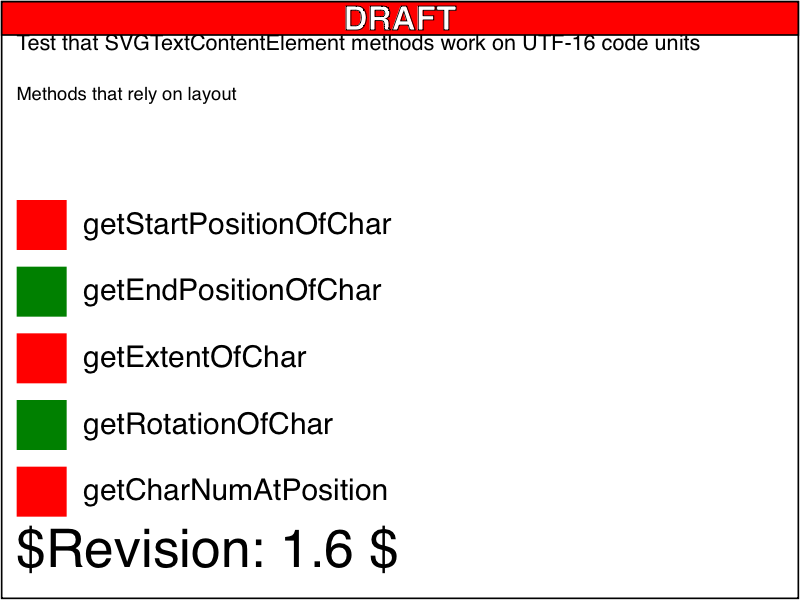 DRAFT
Test that SVGTextContentElement methods work on UTF-16 code units
Methods that rely on layout
getStartPositionOfChar
getEndPositionOfChar
getExtentOfChar
getRotationOfChar
getCharNumAtPosition
$Revision: 1.6 $